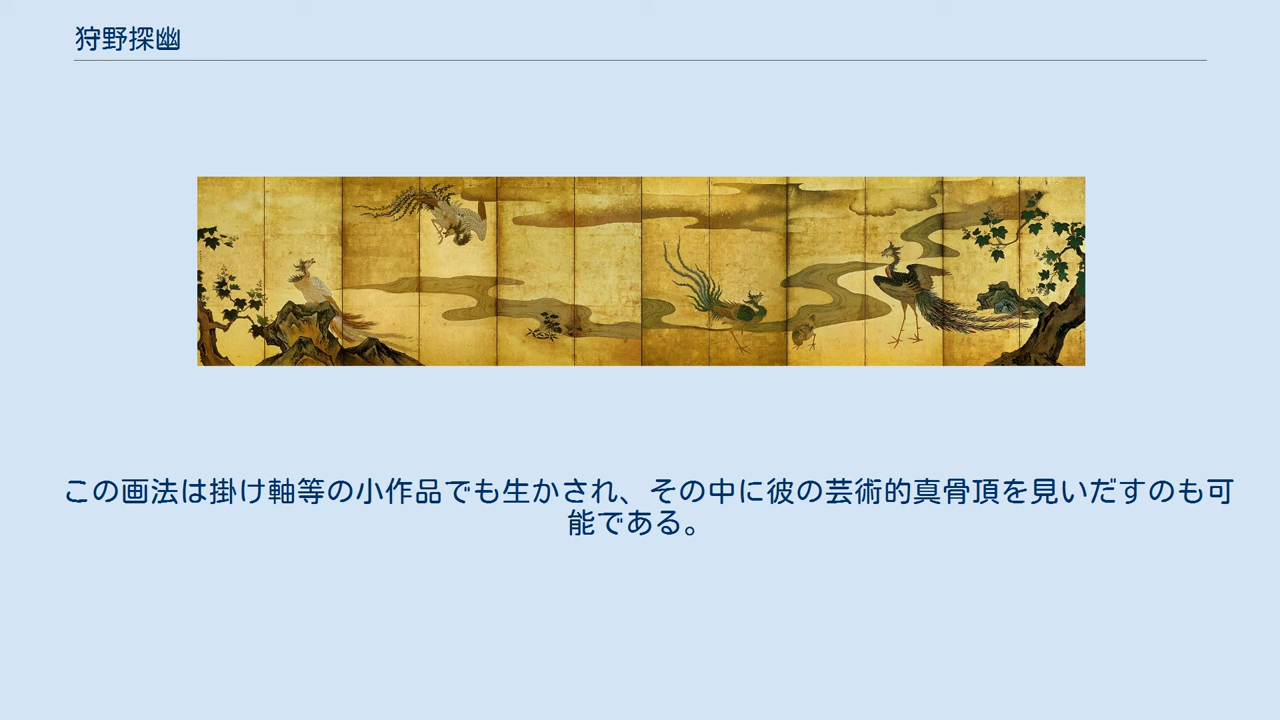 狩野探幽
この画法は掛け軸等の小作品でも生かされ、その中に彼の芸術的真骨頂を見いだすのも可
能である。